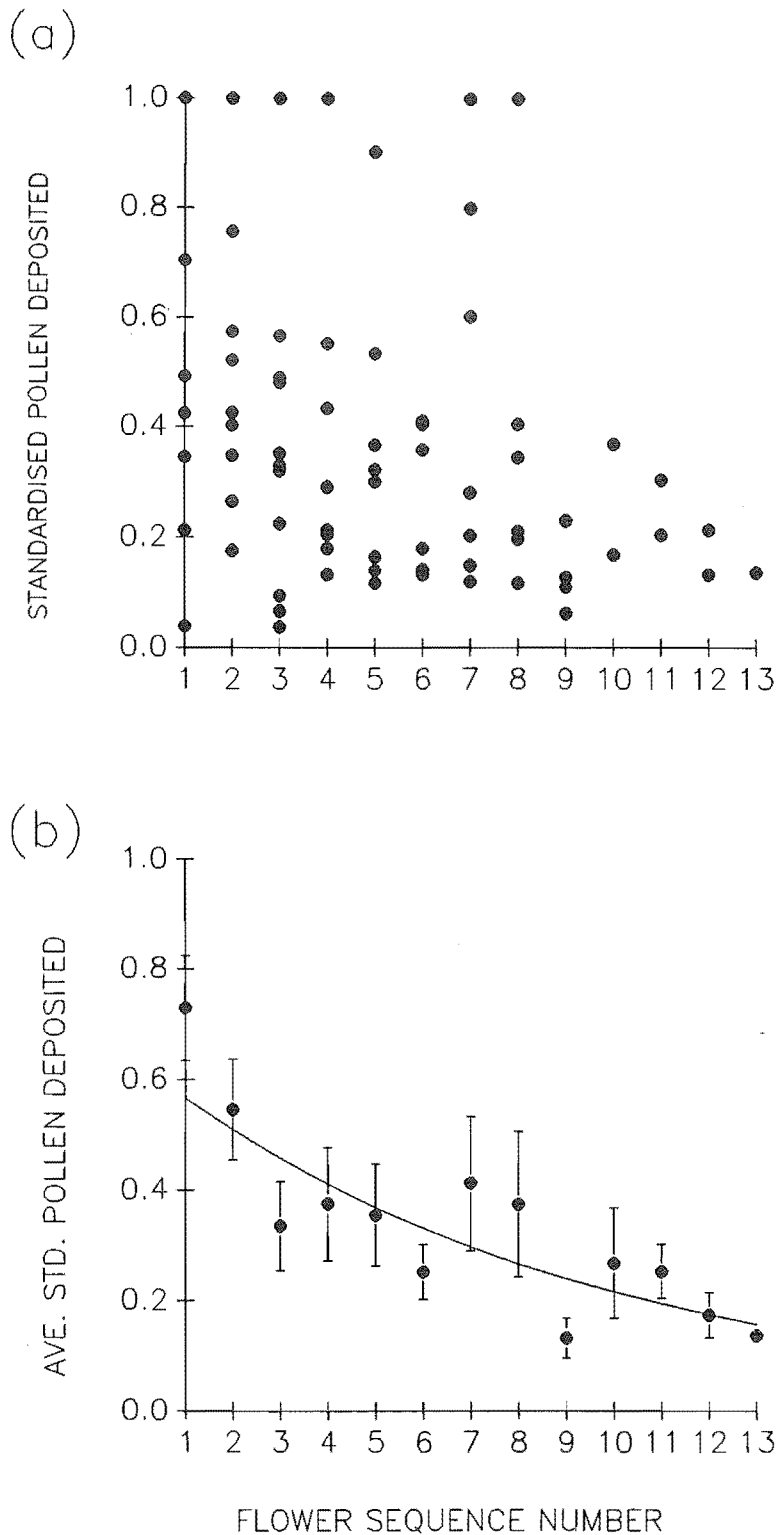 (a)
STANDARDISED POLLEN DEPOSITED
1.0
0.8
0.6
0.4
0.2
0.0
1 2 3 4 5 6 7 8 9 10 11 12 13
(b)
AVE. STD. POLLEN DEPOSITED
1.0
0.8
0.6
0.4
0.2
0.0
1 2 3 4 5 6 7 8 9 10 11 12 13
FLOWER SEQUENCE NUMBER